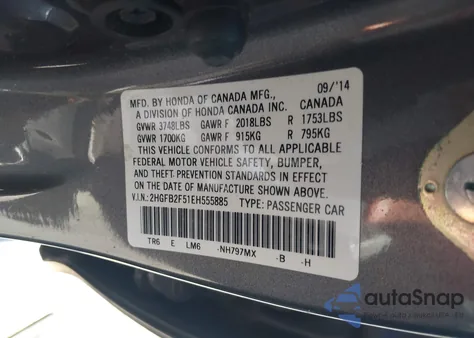 09/'14
MFD. BY HONDA OF CANADA MFG., CANADA
A DIVISION OF HONDA CANADA INC.
GVWR 3748LBS GAWR F 2018LBS R 1753LBS
GVWR 1700KG GAWR F 915KG R 795KG
THIS VEHICLE CONFORMS TO ALL APPLICABLE
FEDERAL MOTOR VEHICLE SAFETY, BUMPER,
AND THEFT PREVENTION STANDARDS IN EFFECT
ON THE DATE OF MANUFACTURE SHOWN ABOVE.
V.I.N.: 2HGFB2F51EH555885 TYPE: PASSENGER CAR
TR6 E LM6 -NH797MX -B -H
autoSnap